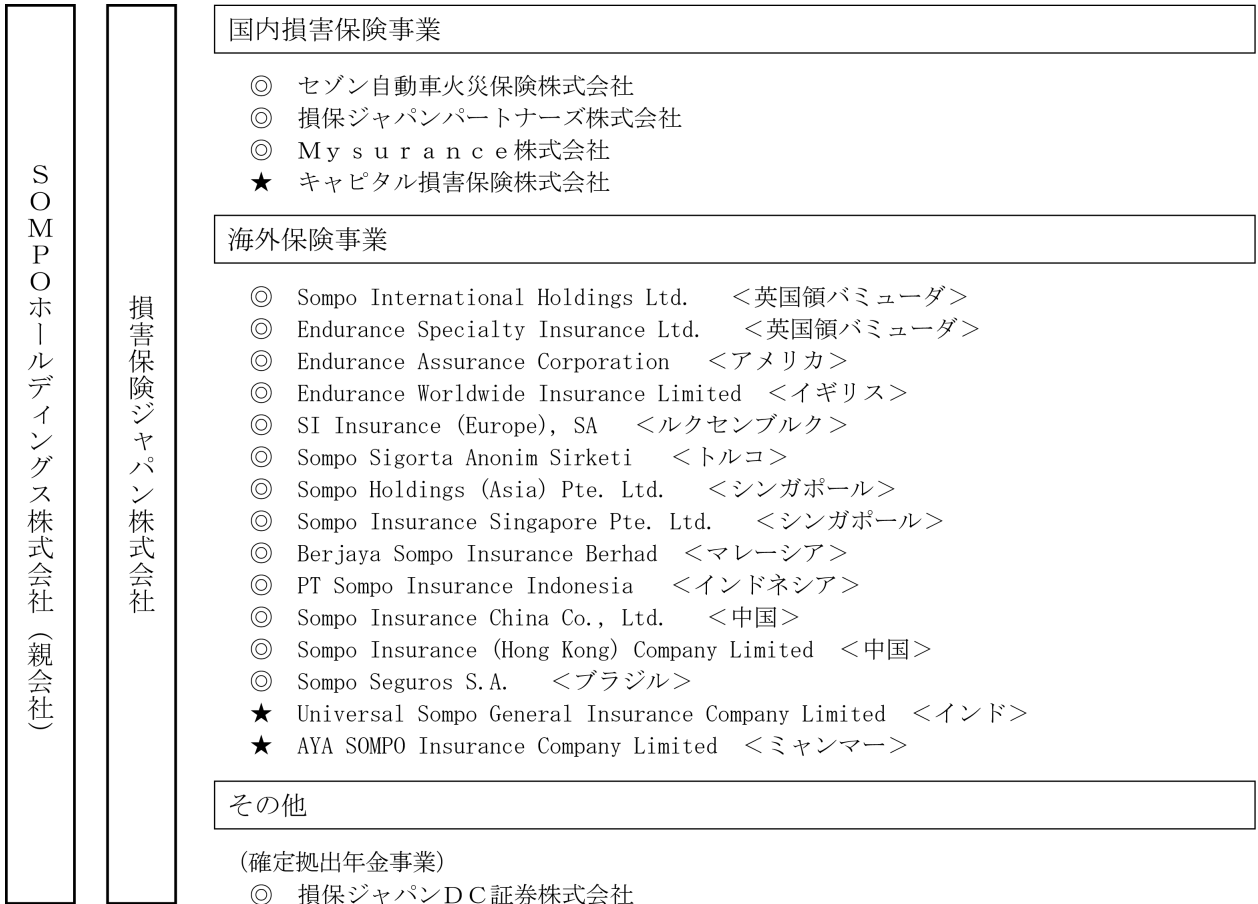 SOMPOホールディングス株式会社(親会社)
損害保険ジャパン株式会社
国内損害保険事業
◎ セゾン自動車火災保険株式会社
◎ 損保ジャパンパートナーズ株式会社
◎ Mysurance株式会社
★ キャピタル損害保険株式会社
海外保険事業
◎ Sompo International Holdings Ltd. <英国領バミューダ>
◎ Endurance Specialty Insurance Ltd. <英国領バミューダ>
◎ Endurance Assurance Corporation <アメリカ>
◎ Endurance Worldwide Insurance Limited <イギリス>
◎ SI Insurance (Europe), SA <ルクセンブルク>
◎ Sompo Sigorta Anonim Sirketi <トルコ>
◎ Sompo Holdings (Asia) Pte. Ltd. <シンガポール>
◎ Sompo Insurance Singapore Pte. Ltd. <シンガポール>
◎ Berjaya Sompo Insurance Berhad <マレーシア>
◎ PT Sompo Insurance Indonesia <インドネシア>
◎ Sompo Insurance China Co., Ltd. <中国>
◎ Sompo Insurance (Hong Kong) Company Limited <中国>
◎ Sompo Seguros S.A. <ブラジル>
★ Universal Sompo General Insurance Company Limited <インド>
★ AYA SOMPO Insurance Company Limited <ミャンマー>
その他
(確定拠出年金事業)
◎ 損保ジャパンDC証券株式会社